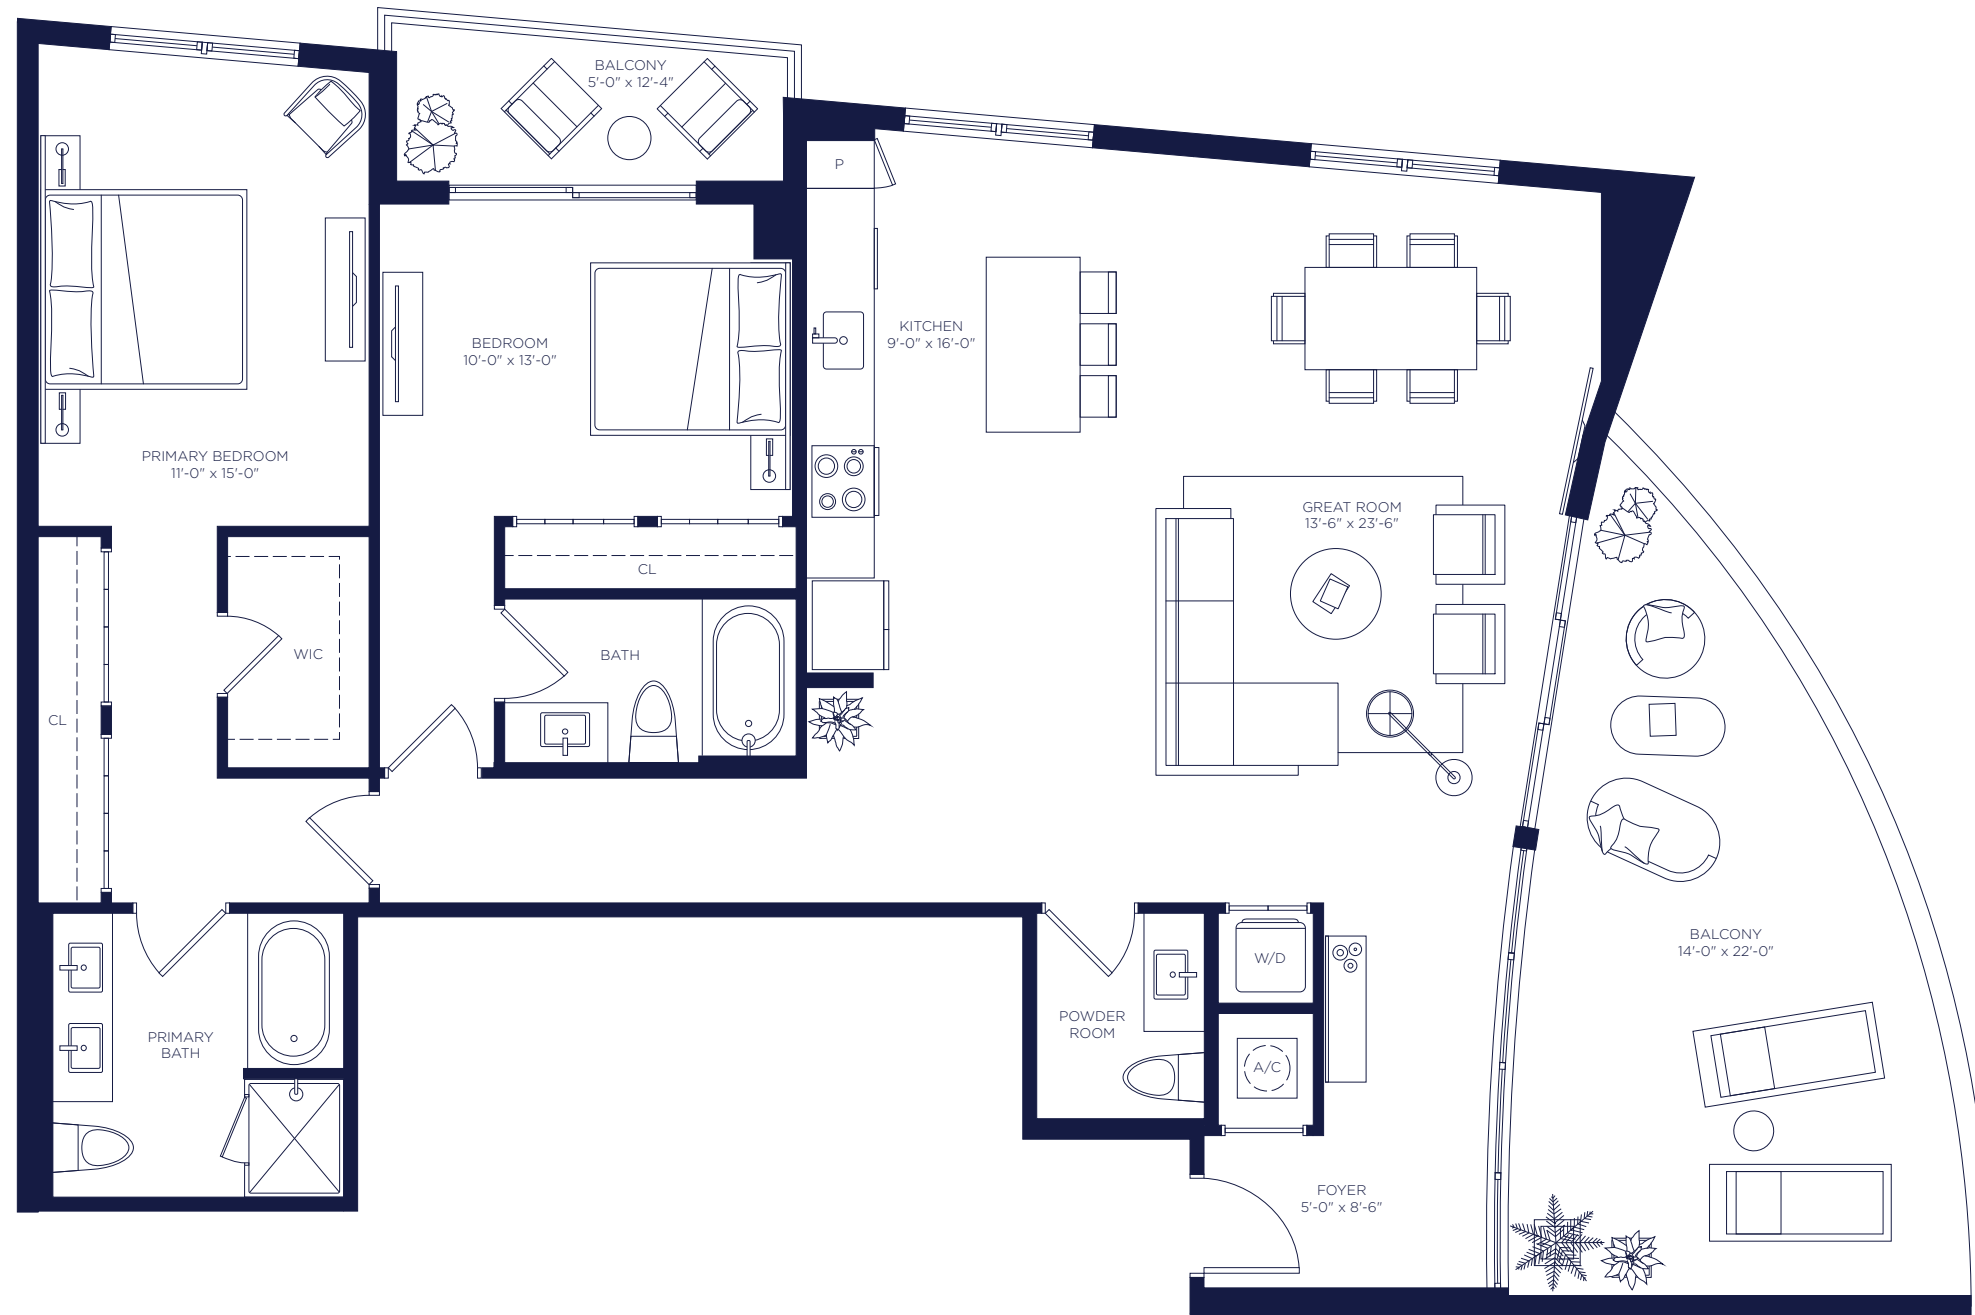 BALCONY
5'-0" x 12'-4"
P
KITCHEN
9'-0" x 16'-0"
BEDROOM
10'-0" x 13'-0"
PRIMARY BEDROOM
11'-0" x 15'-0"
GREAT ROOM
13'-6" x 23'-6"
CL
WIC
BATH
CL
BALCONY
14'-0" x 22'-0"
W/D
POWDER
ROOM
PRIMARY
BATH
A/C
FOYER
5'-0" x 8'-6"